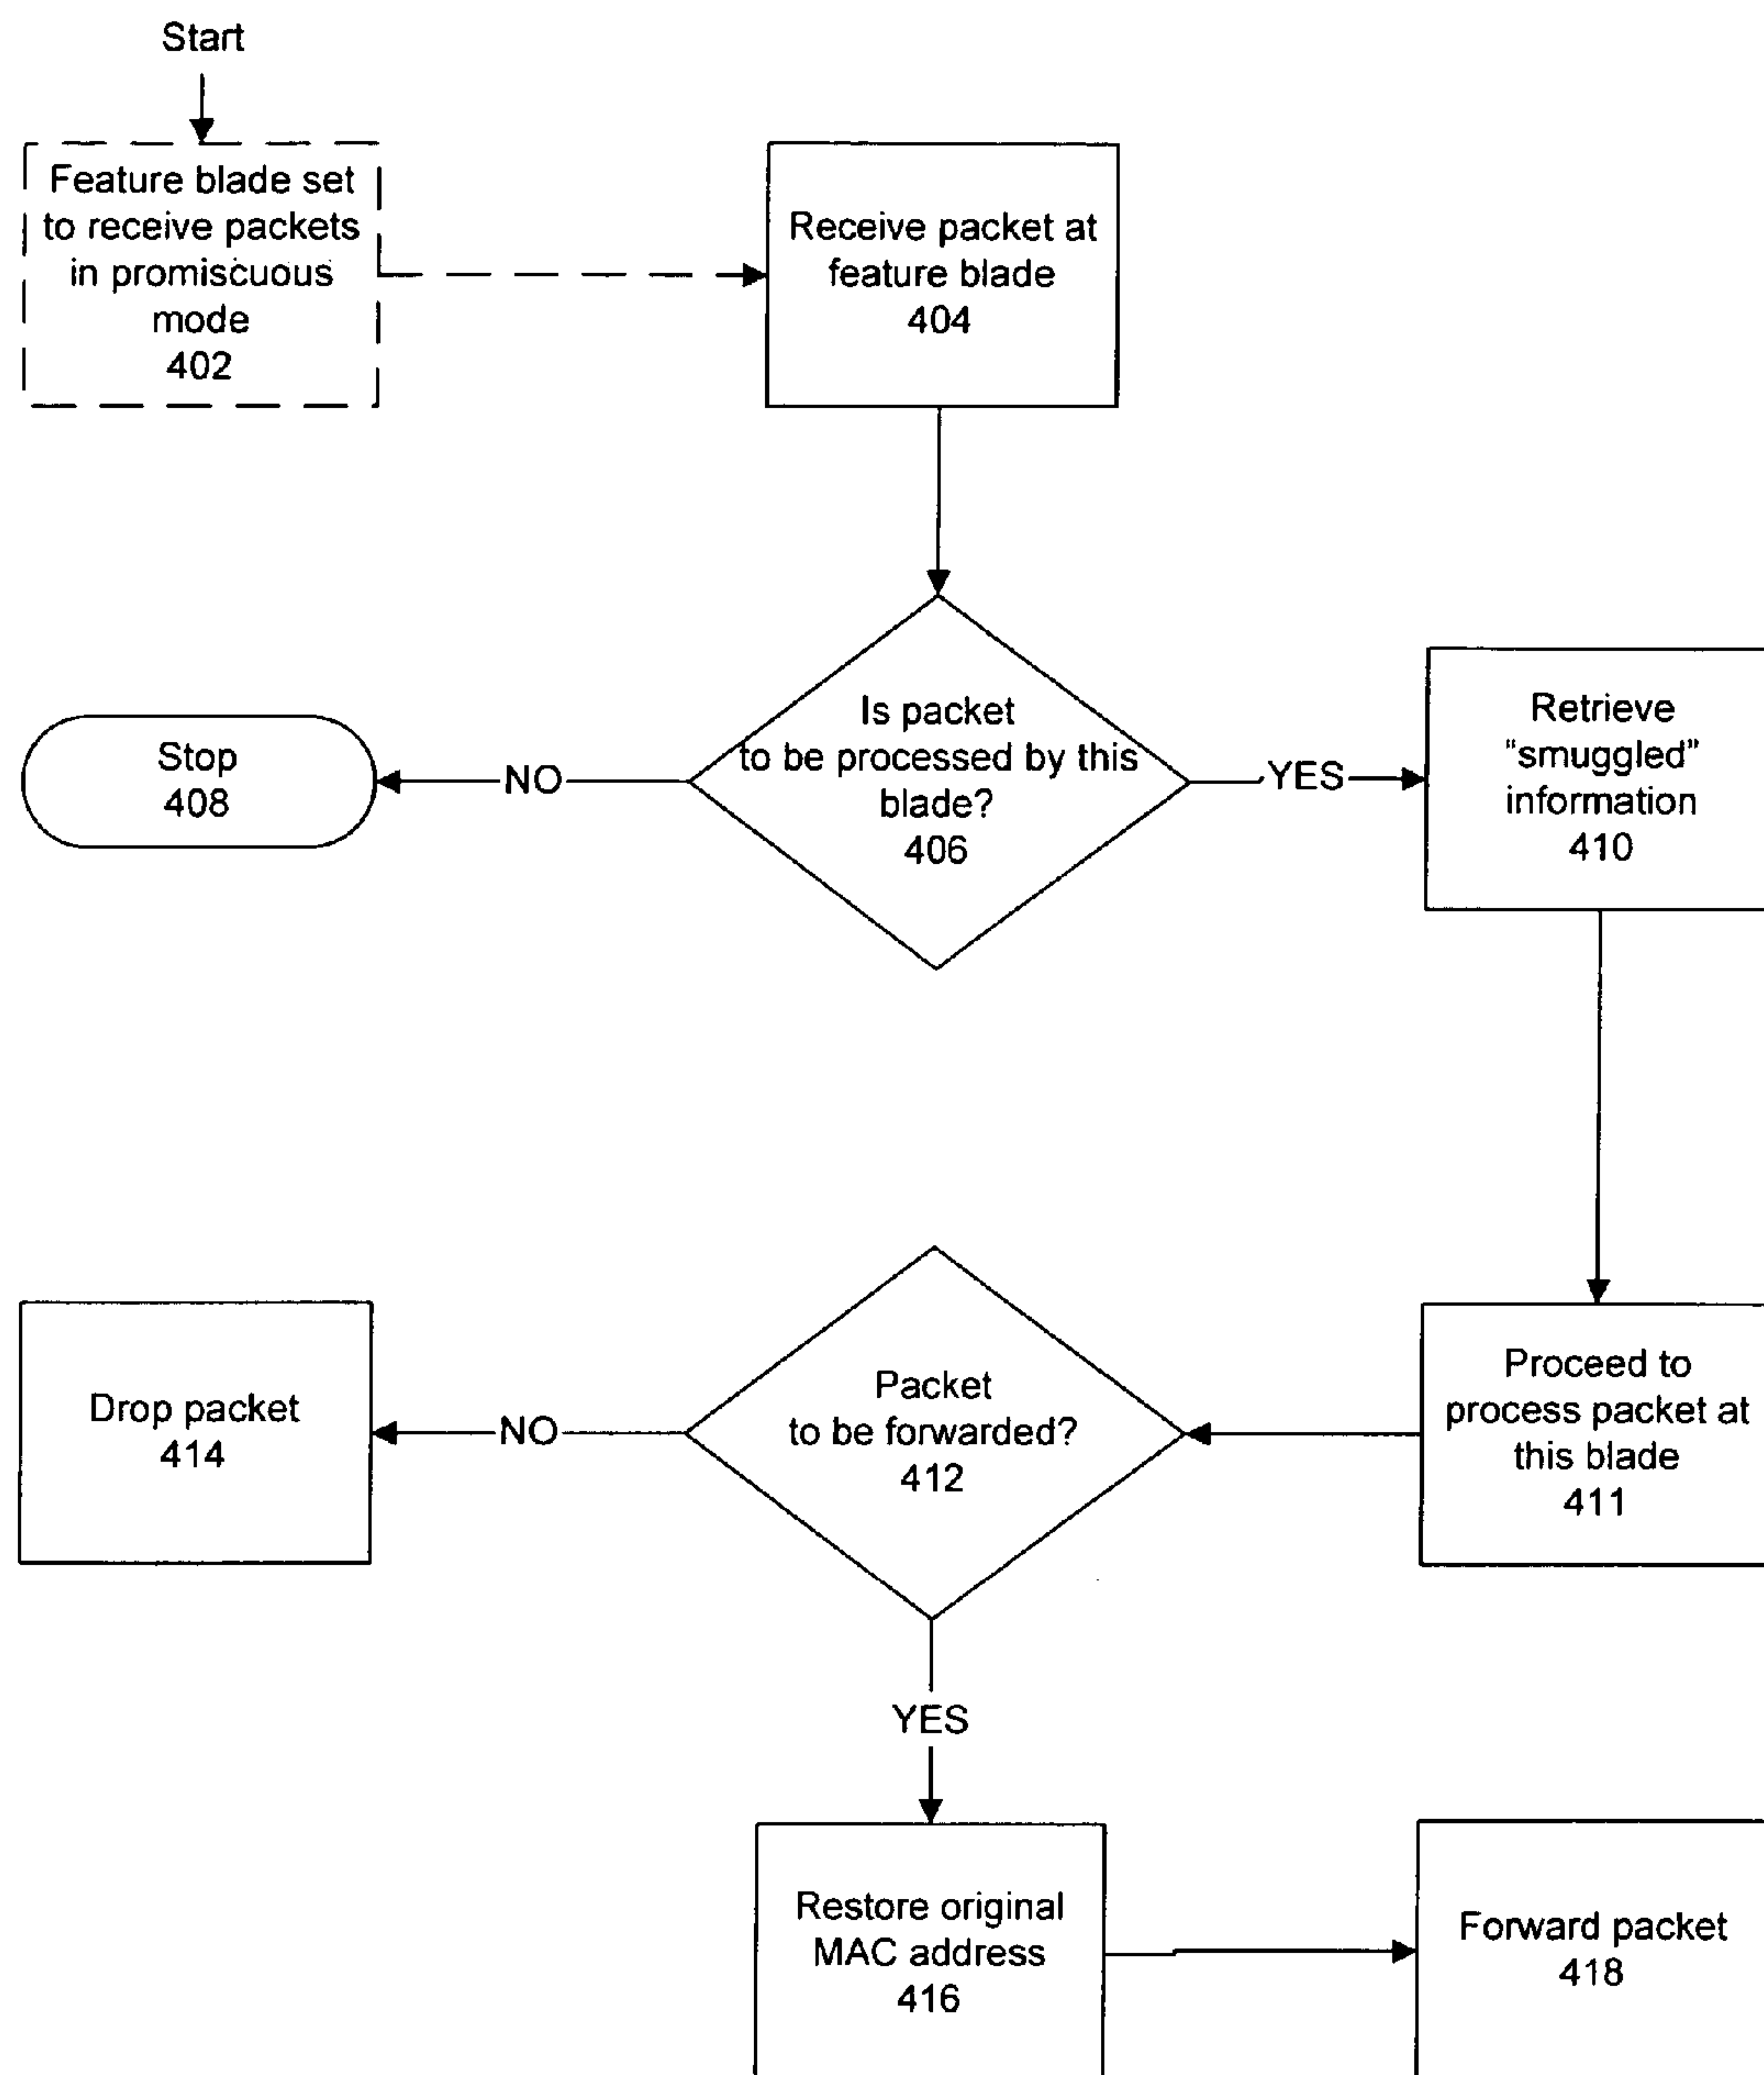 Start
Feature blade set
to receive packets
in promiscuous
mode
402
Receive packet at
feature blade
404
Is packet
to be processed by this
blade?
406
NO
Stop
408
YES
Retrieve
"smuggled"
information
410
Proceed to
process packet at
this blade
411
Packet
to be forwarded?
412
NO
Drop packet
414
YES
Restore original
MAC address
416
Forward packet
418